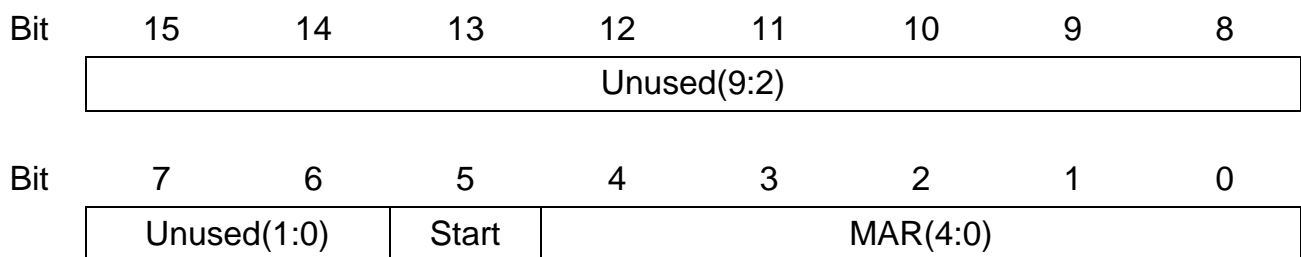 Bit 15 14 13 12 11 10 9 8
Unused(9:2)
Bit 7 6 5 4 3 2 1 0
Unused(1:0) Start MAR(4:0)